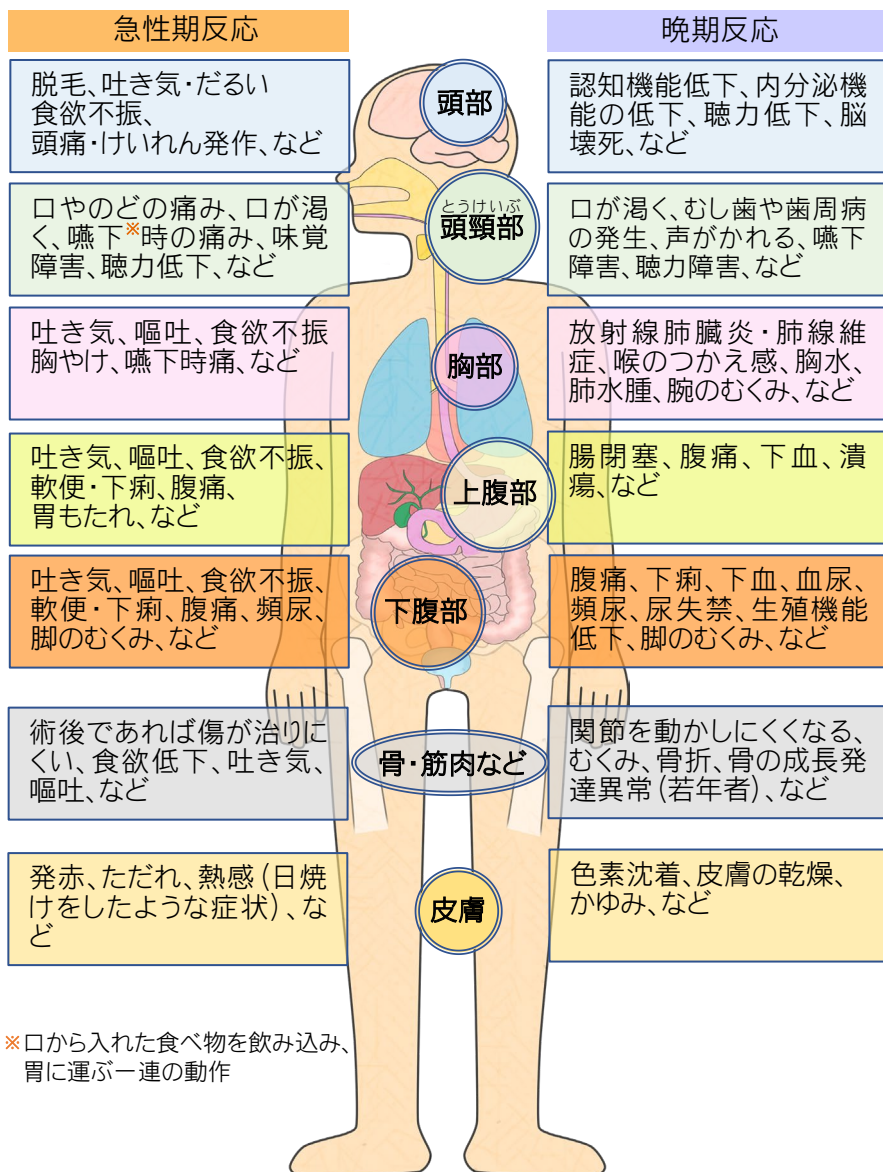 急性期反応
晩期反応
脱毛、吐き気・だるい
食欲不振、
頭痛・けいれん発作、など
頭部
認知機能低下、内分泌機
能の低下、聴力低下、脳
壊死、など
口やのどの痛み、口が渇
く、嚥下※時の痛み、味覚
障害、聴力低下、など
とうけいぶ
頭頸部
口が渇く、むし歯や歯周病
の発生、声がかれる、嚥下
障害、聴力障害、など
吐き気、嘔吐、食欲不振
胸やけ、嚥下時痛、など
胸部
放射線肺臓炎・肺線維
症、喉のつかえ感、胸水、
肺水腫、腕のむくみ、など
吐き気、嘔吐、食欲不振、
軟便・下痢、腹痛、
胃もたれ、など
上腹部
腸閉塞、腹痛、下血、潰
瘍、など
吐き気、嘔吐、食欲不振、
軟便・下痢、腹痛、頻尿、
脚のむくみ、など
下腹部
腹痛、下痢、下血、血尿、
頻尿、尿失禁、生殖機能
低下、脚のむくみ、など
術後であれば傷が治りに
くい、食欲低下、吐き気、
嘔吐、など
骨・筋肉など
関節を動かしにくくなる、
むくみ、骨折、骨の成長発
達異常(若年者)、など
発赤、ただれ、熱感(日焼
けをしたような症状)、な
ど
皮膚
色素沈着、皮膚の乾燥、
かゆみ、など
※口から入れた食べ物を飲み込み、
胃に運ぶ一連の動作